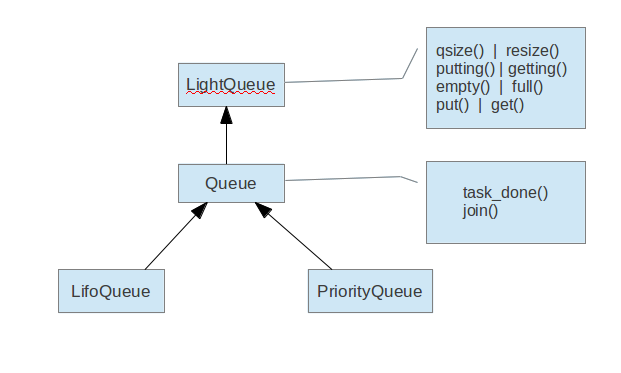 LightQueue
qsize() | resize()
putting() | getting()
empty() | full()
put() | get()
Queue
task_done()
join()
LifoQueue
PriorityQueue